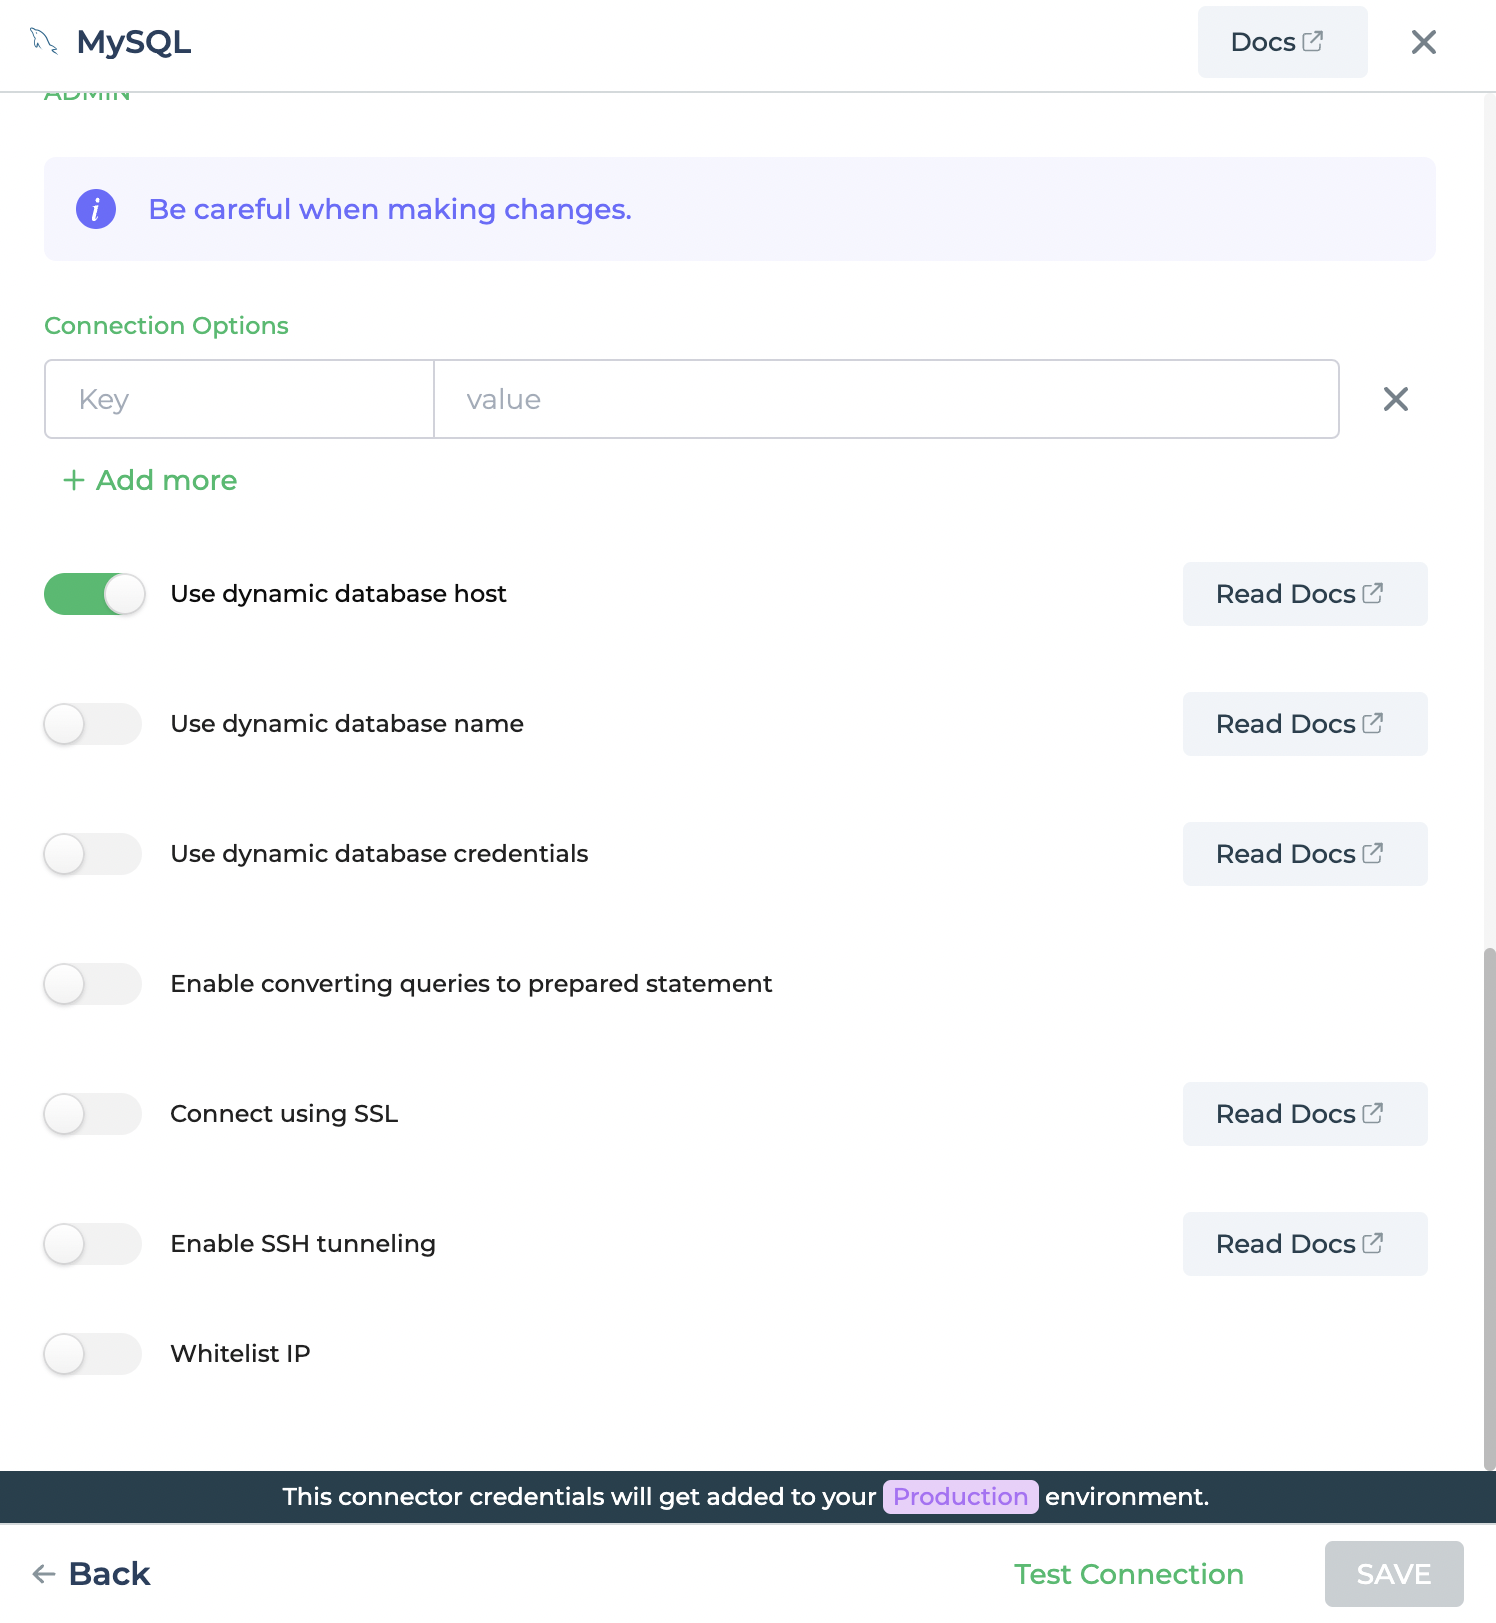 MySQL
Docs
ADMIN
Be careful when making changes.
Connection Options
Key
value
+ Add more
Use dynamic database host
Read Docs
Use dynamic database name
Read Docs
Use dynamic database credentials
Read Docs
Enable converting queries to prepared statement
Connect using SSL
Read Docs
Enable SSH tunneling
Read Docs
Whitelist IP
This connector credentials will get added to your Production environment.
Back
Test Connection
SAVE